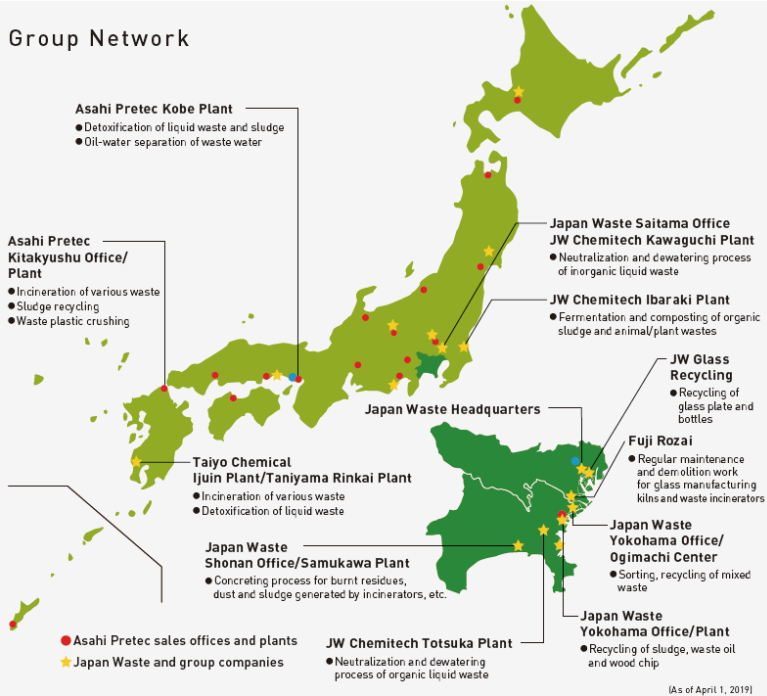 Group Network
Asahi Pretec Kobe Plant
● Detoxification of liquid waste and sludge
● Oil-water separation of waste water
Asahi Pretec
Kitakyushu Office/
Plant
● Incineration of various waste
● Sludge recycling
● Waste plastic crushing
Japan Waste Saitama Office
JW Chemitech Kawaguchi Plant
● Neutralization and dewatering process
of inorganic liquid waste
JW Chemitech Ibaraki Plant
● Fermentation and composting of organic
sludge and animal/plant wastes
JW Glass
Recycling
● Recycling of
glass plate and
bottles
Japan Waste Headquarters
Fuji Rozai
● Regular maintenance
and demolition work
for glass manufacturing
kilns and waste incinerators
Taiyo Chemical
Ijuin Plant/Taniyama Rinkai Plant
● Incineration of various waste
● Detoxification of liquid waste
Japan Waste
Yokohama Office/
Ogimachi Center
● Sorting, recycling of mixed
waste
Japan Waste
Shonan Office/Samukawa Plant
● Concreting process for burnt residues,
dust and sludge generated by incinerators, etc.
Japan Waste
Yokohama Office/Plant
● Recycling of sludge, waste oil
and wood chip
JW Chemitech Totsuka Plant
● Neutralization and dewatering
process of organic liquid waste
● Asahi Pretec sales offices and plants
★ Japan Waste and group companies
(As of April 1, 2019)